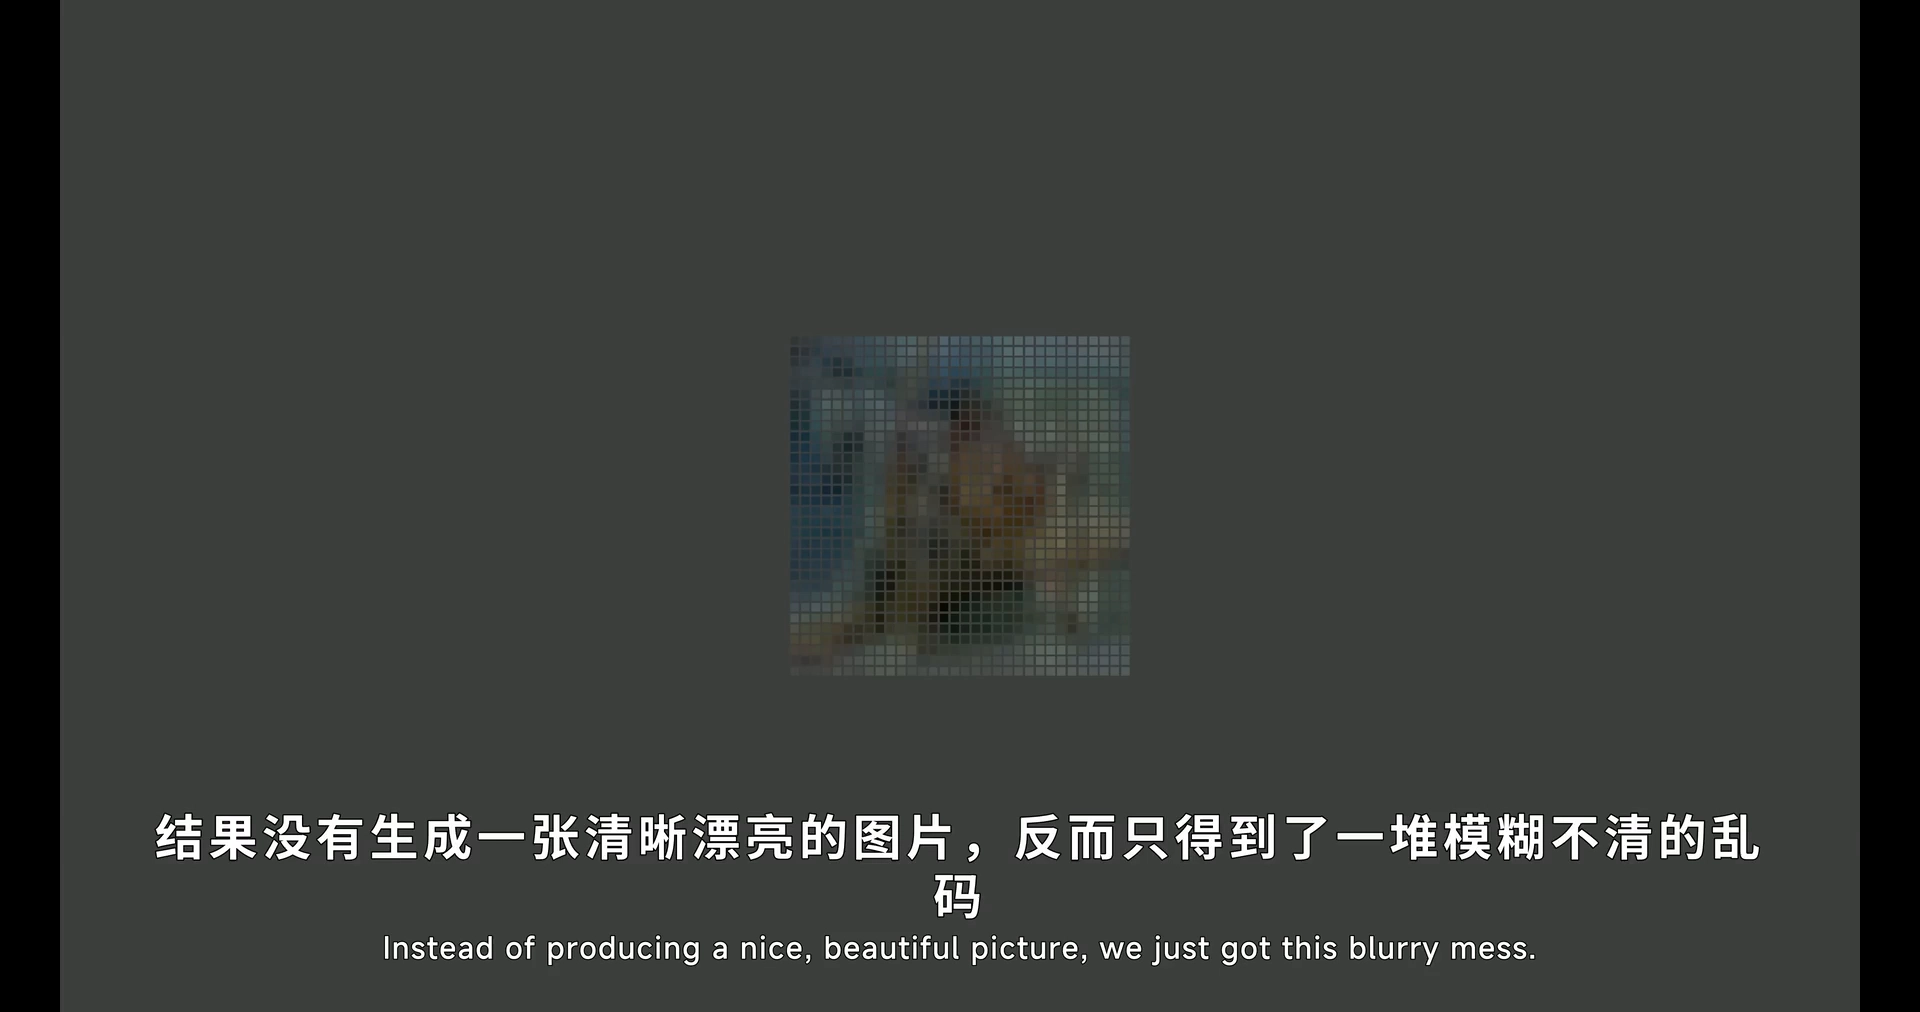 结果没有生成一张清晰漂亮的图片，反而只得到了一堆模糊不清的乱
码
Instead of producing a nice, beautiful picture, we just got this blurry mess.